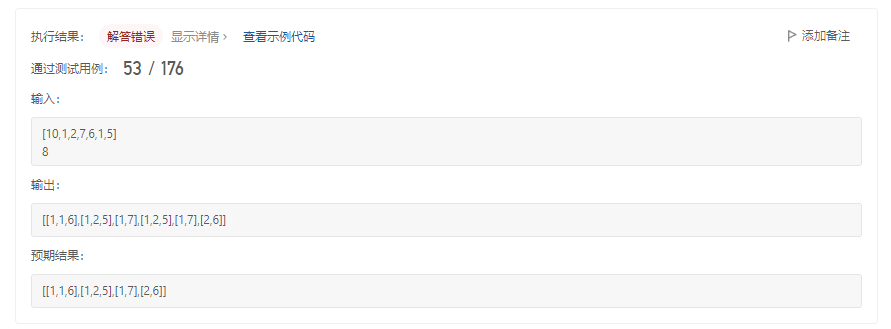 执行结果： 解答错误 显示详情 > 查看示例代码 添加备注
通过测试用例： 53 / 176
输入：
[10,1,2,7,6,1,5]
8
输出：
[[1,1,6],[1,2,5],[1,7],[1,2,5],[1,7],[2,6]]
预期结果：
[[1,1,6],[1,2,5],[1,7],[2,6]]